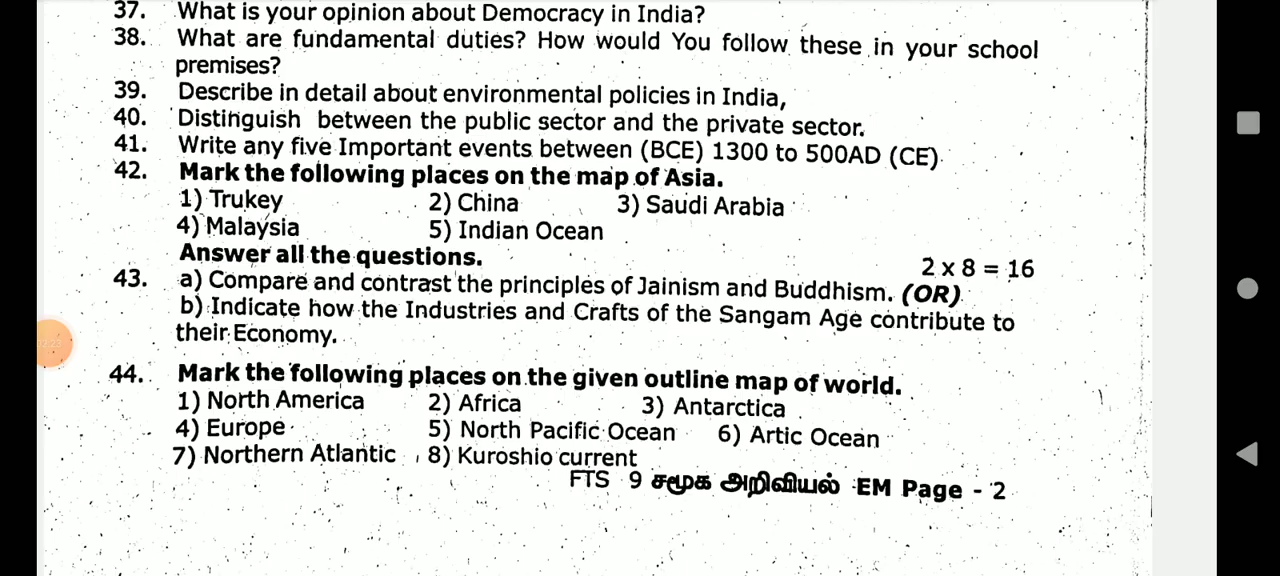 37. What is your opinion about Democracy in India?
38. What are fundamental duties? How would You follow these in your school
premises?
39. Describe in detail about environmental policies in India,
40. Distinguish between the public sector and the private sector.
41. Write any five Important events between (BCE) 1300 to 500AD (CE)
42. Mark the following places on the map of Asia.
1) Trukey 2) China 3) Saudi Arabia
4) Malaysia 5) Indian Ocean
Answer all the questions. 2 x 8 = 16
43. a) Compare and contrast the principles of Jainism and Buddhism. (OR)
b) Indicate how the Industries and Crafts of the Sangam Age contribute to
their Economy.
44. Mark the following places on the given outline map of world.
1) North America 2) Africa 3) Antarctica
4) Europe 5) North Pacific Ocean 6) Artic Ocean
7) Northern Atlantic 8) Kuroshio current
FTS 9 சமூக அறிவியல் EM Page - 2